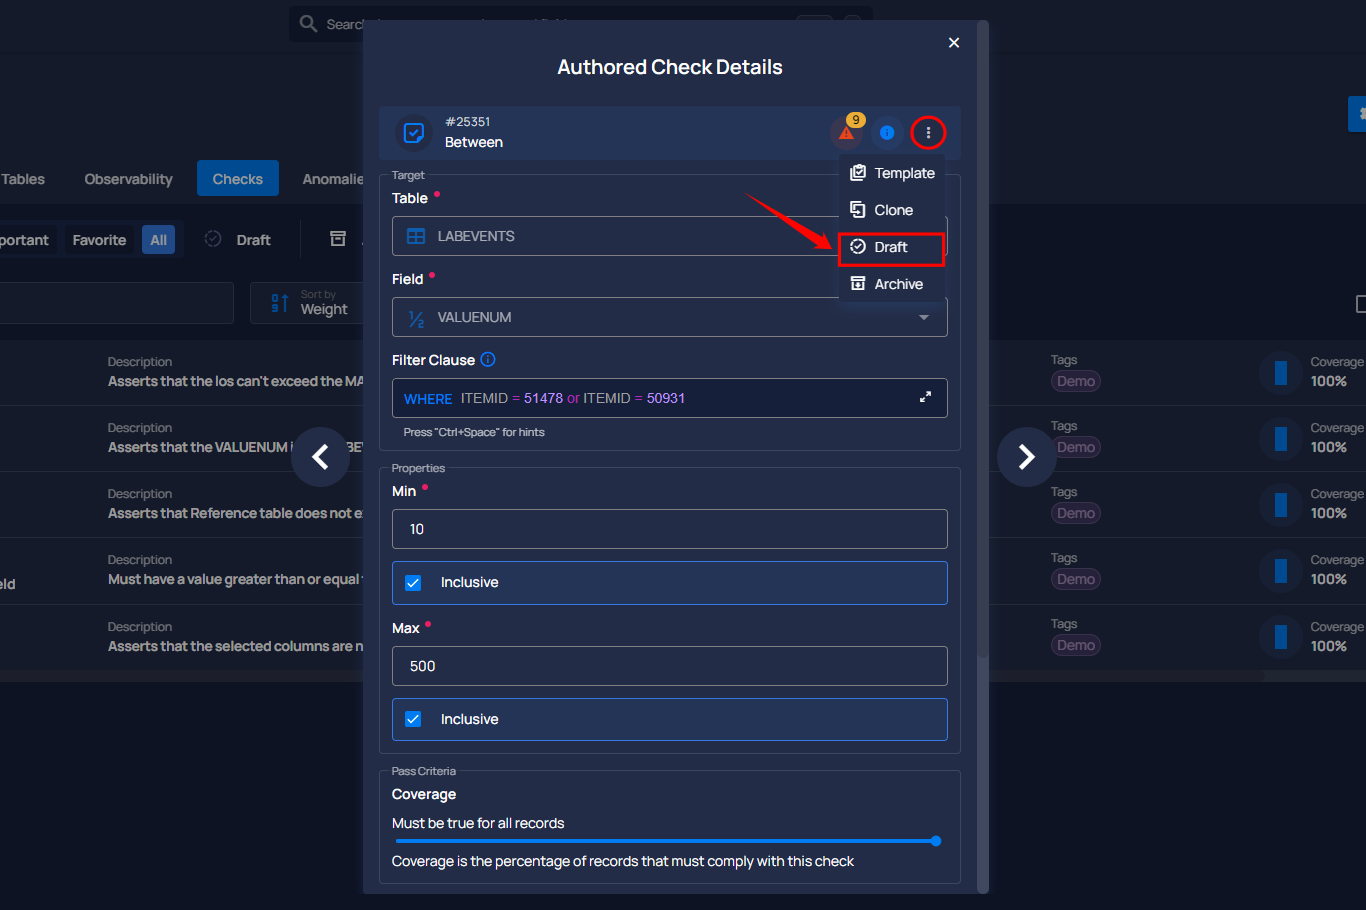 Search
Authored Check Details
#25351
Between
9
Template
Clone
Draft
Archive
Target
Table
LABEVENTS
Field
VALUENUM
Filter Clause
WHERE ITEMID = 51478 or ITEMID = 50931
Press "Ctrl+Space" for hints
Properties
Min
10
Inclusive
Max
500
Inclusive
Pass Criteria
Coverage
Must be true for all records
Coverage is the percentage of records that must comply with this check
Tables
Observability
Checks
Anomalie
portant
Favorite
All
Draft
Sort by
Weight
Description
Asserts that the los can't exceed the MA
Tags
Demo
Coverage
100%
Description
Asserts that the VALUENUM
Tags
Demo
Coverage
100%
Description
Asserts that Reference table does not e
Tags
Demo
Coverage
100%
eld
Description
Must have a value greater than or equal
Tags
Demo
Coverage
100%
Description
Asserts that the selected columns are n
Tags
Demo
Coverage
100%